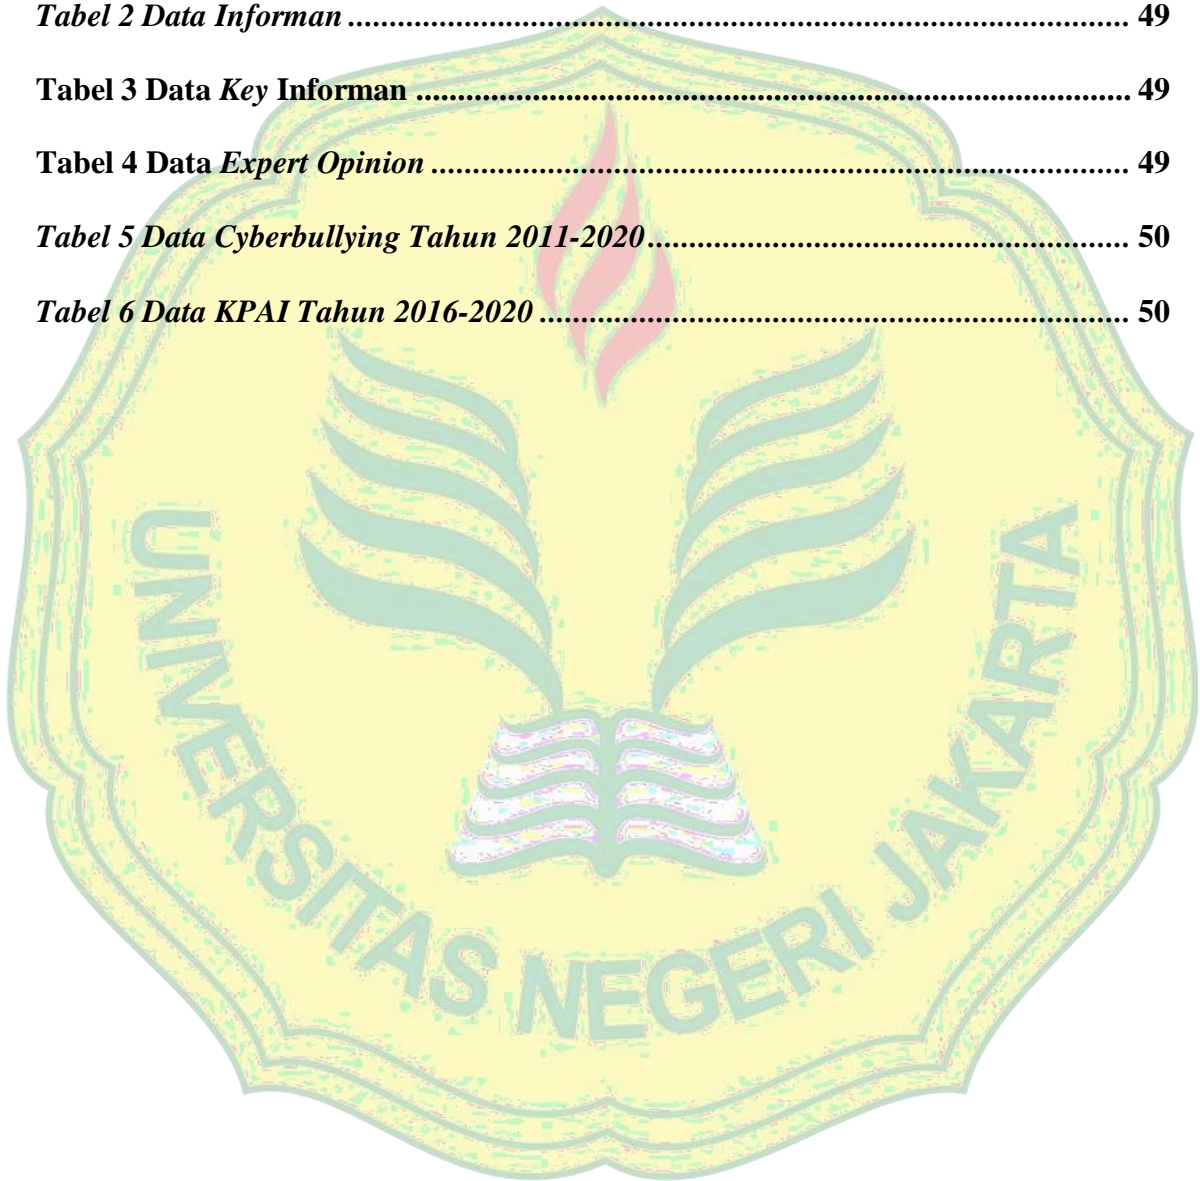 Tabel 2 Data Informan ........................................................................................................ 49
Tabel 3 Data Key Informan ............................................................................................... 49
Tabel 4 Data Expert Opinion ............................................................................................. 49
Tabel 5 Data Cyberbullying Tahun 2011-2020 ................................................................ 50
Tabel 6 Data KPAI Tahun 2016-2020 .............................................................................. 50
UNIVERSITAS NEGERI JAKARTA